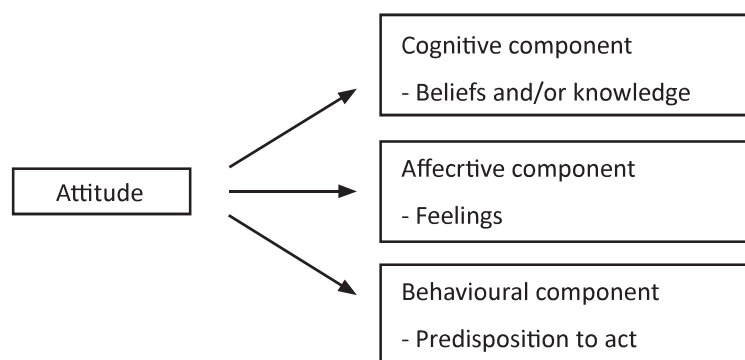 Attitude
Cognitive component
- Beliefs and/or knowledge
Affecrtive component
- Feelings
Behavioural component
- Predisposition to act